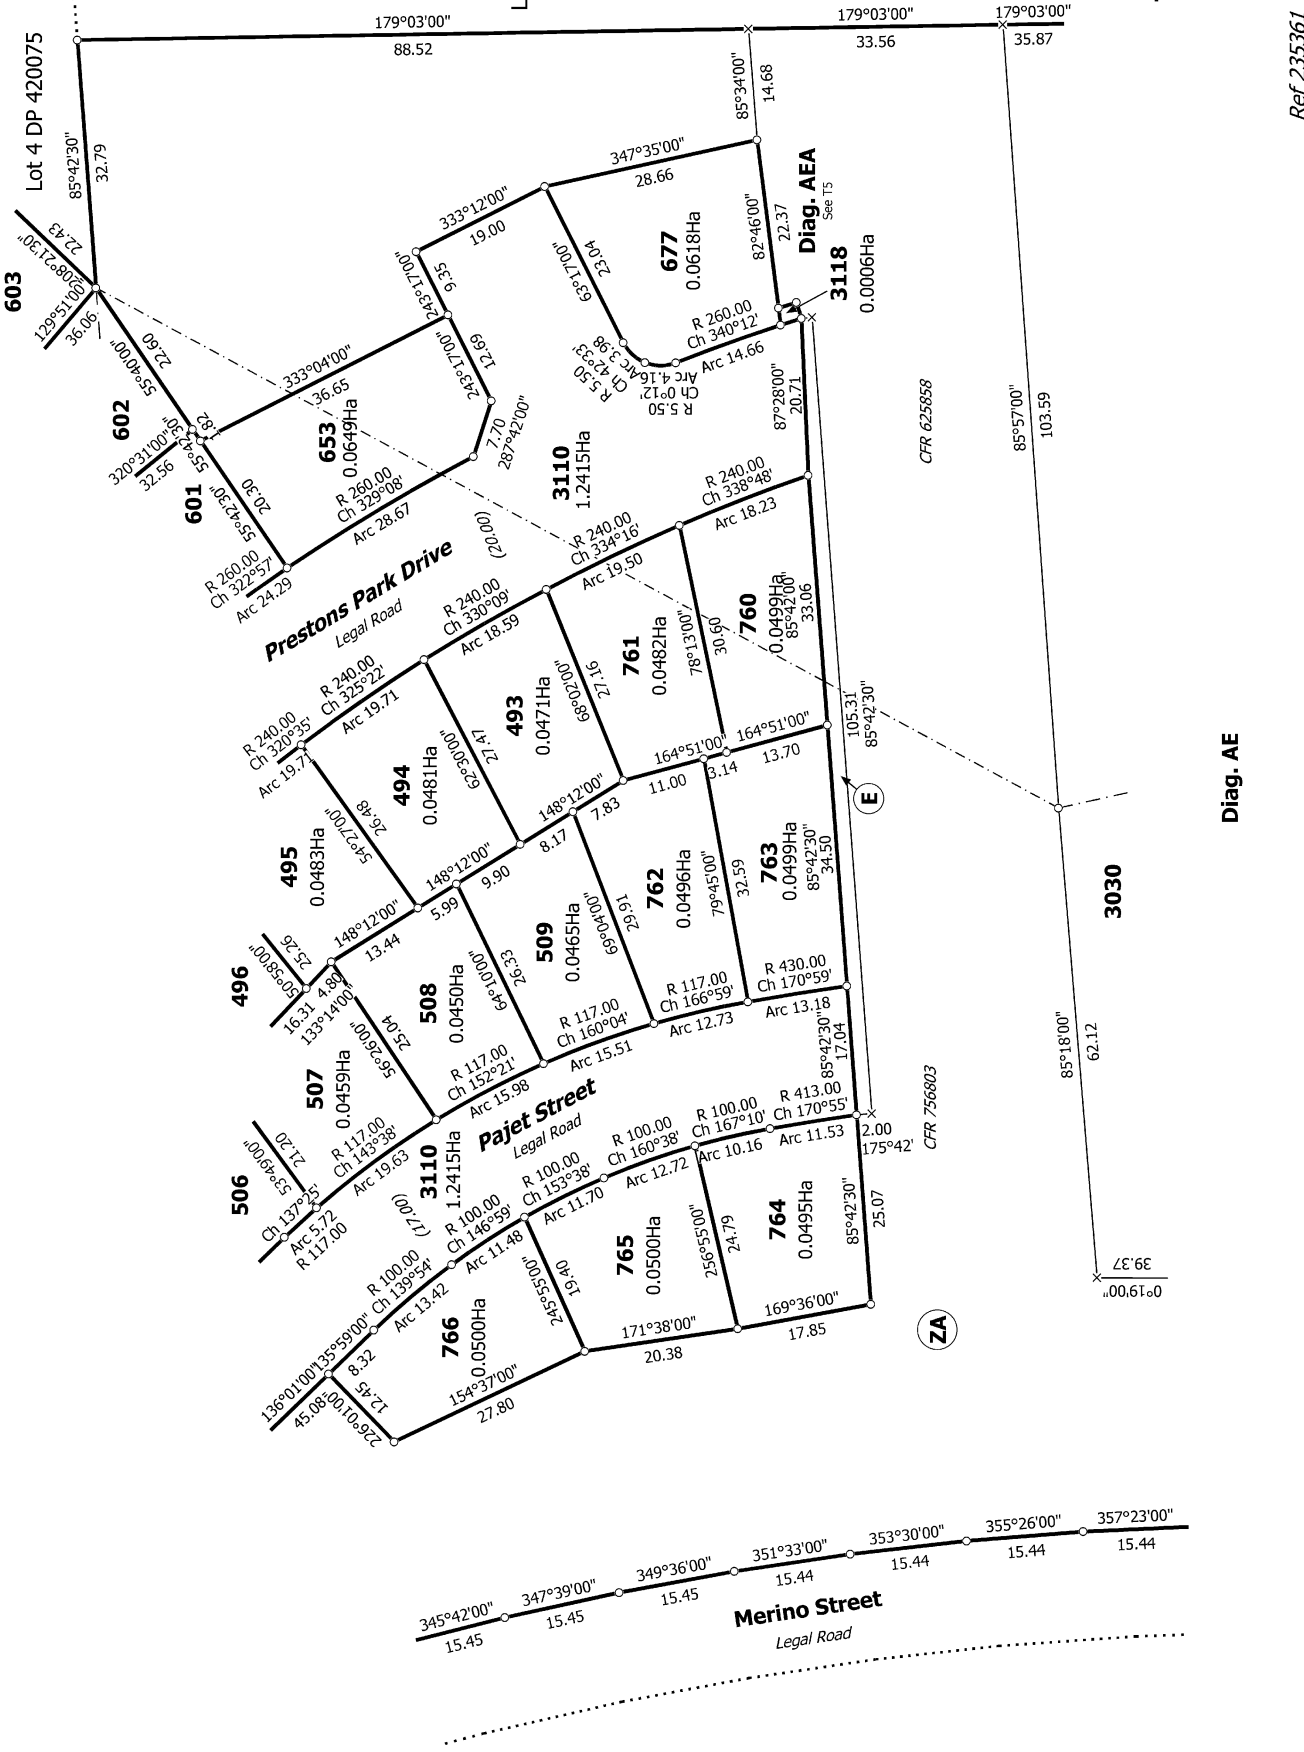 179°03'00"
88.52
179°03'00"
33.56
179°03'00"
35.87
Ref 235361
Lot 4 DP 420075
85°42'30"
32.79
85°34'00"
14.68
603
22.43
208°21'30"
129°51'00"
36.06
347°35'00"
28.66
333°12'00"
19.00
243°17'00"
9.35
63°17'00"
23.04
677
0.0618Ha
82°46'00"
22.37
Diag. AEA
See T5
3118
0.0006Ha
R 260.00
Ch 340°12'
Arc 14.66
R 5.50
Ch 42°33'
Arc 3.98
R 5.50
Ch 0°12'
Arc 4.16
602
55°40'00"
22.60
333°04'00"
36.65
243°17'00"
12.69
320°31'00"
32.56
55°42'30"
1.82
601
55°42'30"
20.30
653
0.0649Ha
7.70
287°42'00"
R 260.00
Ch 329°08'
Arc 28.67
R 260.00
Ch 322°57'
Arc 24.29
3110
1.2415Ha
(20.00)
Prestons Park Drive
Legal Road
87°28'00"
20.71
CFR 625858
85°57'00"
103.59
R 240.00
Ch 338°48'
Arc 18.23
R 240.00
Ch 334°16'
Arc 19.50
R 240.00
Ch 330°09'
Arc 18.59
R 240.00
Ch 325°22'
Arc 19.71
R 240.00
Ch 320°35'
Arc 19.71
760
0.0499Ha
85°42'00"
33.06
78°13'00"
30.60
761
0.0482Ha
68°02'00"
27.16
493
0.0471Ha
62°30'00"
27.47
494
0.0481Ha
54°27'00"
26.48
495
0.0483Ha
105.31
85°42'30"
164°51'00"
13.70
3.14
164°51'00"
11.00
148°12'00"
7.83
8.17
148°12'00"
9.90
5.99
148°12'00"
13.44
E
Diag. AE
3030
763
0.0499Ha
85°42'30"
34.50
79°45'00"
32.59
762
0.0496Ha
69°04'00"
29.91
509
0.0465Ha
64°10'00"
26.33
508
0.0450Ha
56°26'00"
25.04
496
50°58'00"
25.26
16.31
4.80
133°14'00"
507
0.0459Ha
R 430.00
Ch 170°59'
Arc 13.18
R 117.00
Ch 166°59'
Arc 12.73
R 117.00
Ch 160°04'
Arc 15.51
R 117.00
Ch 152°21'
Arc 15.98
R 117.00
Ch 143°38'
Arc 19.63
506
53°49'00"
21.20
Ch 137°25'
Arc 5.72
R 117.00
Pajet Street
Legal Road
3110
1.2415Ha
(17.00)
85°42'30"
17.04
CFR 756803
85°18'00"
62.12
R 413.00
Ch 170°55'
Arc 11.53
2.00
175°42'
R 100.00
Ch 167°10'
Arc 10.16
R 100.00
Ch 160°38'
Arc 12.72
R 100.00
Ch 153°38'
Arc 11.70
R 100.00
Ch 146°59'
Arc 11.48
R 100.00
Ch 139°54'
Arc 13.42
764
0.0495Ha
85°42'30"
25.07
256°55'00"
24.79
765
0.0500Ha
245°55'00"
19.40
766
0.0500Ha
135°59'00"
8.32
136°01'00"
45.08
226°01'00"
12.45
154°37'00"
27.80
171°38'00"
20.38
169°36'00"
17.85
ZA
39.37
0°19'00"
345°42'00"
15.45
347°39'00"
15.45
349°36'00"
15.45
351°33'00"
15.44
353°30'00"
15.44
355°26'00"
15.44
357°23'00"
15.44
Merino Street
Legal Road